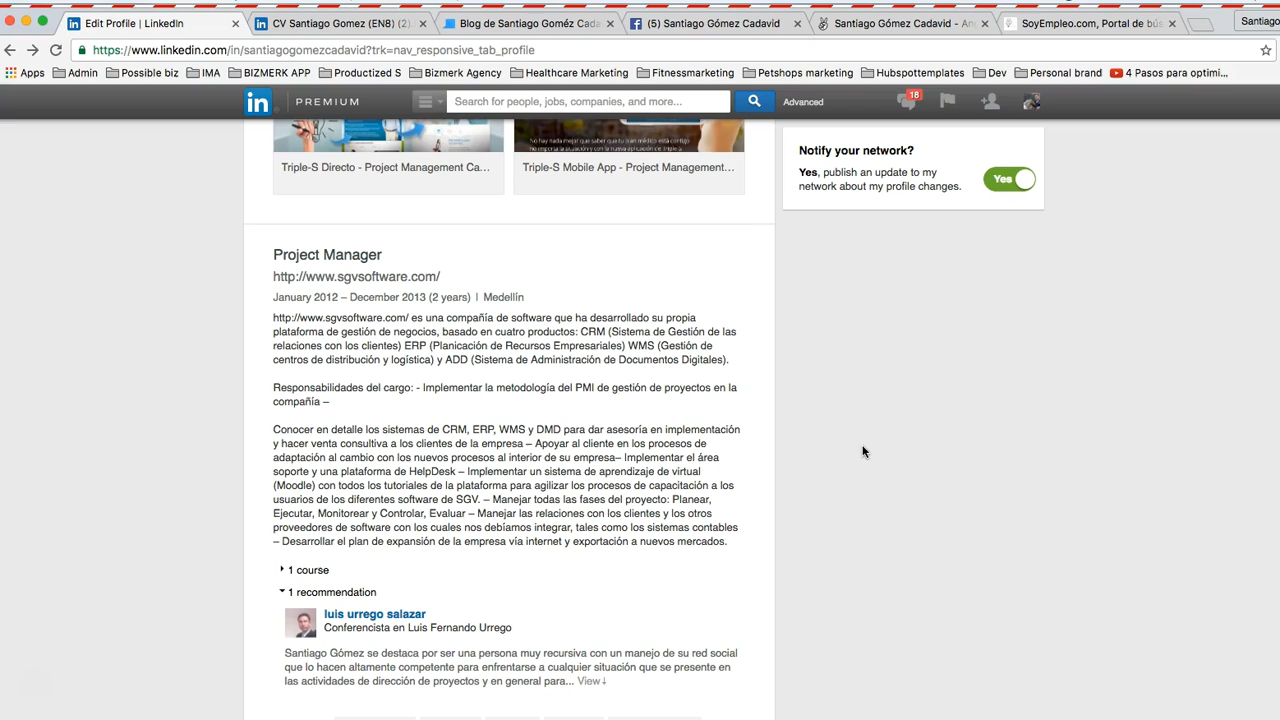 Edit Profile | LinkedIn
CV Santiago Gomez (EN8) (2)
Blog de Santiago Goméz Cada
(5) Santiago Gómez Cadavid
Santiago Gómez Cadavid - An
SoyEmpleo.com, Portal de bús
Santiago
https://www.linkedin.com/in/santiagogomezcadavid?trk=nav_responsive_tab_profile
Apps Admin Possible biz IMA BIZMERK APP Productized S Bizmerk Agency Healthcare Marketing Fitnessmarketing Petshops marketing Hubspottemplates Dev Personal brand 4 Pasos para optimi...
in PREMIUM Search for people, jobs, companies, and more... Advanced 18
No hay nada mejor que saber que tu plan médico está contigo
Triple-S Directo - Project Management Ca...
Triple-S Mobile App - Project Management...
Notify your network?
Yes, publish an update to my
network about my profile changes.
Yes
Project Manager
http://www.sgvsoftware.com/
January 2012 – December 2013 (2 years) | Medellín
http://www.sgvsoftware.com/ es una compañía de software que ha desarrollado su propia
plataforma de gestión de negocios, basado en cuatro productos: CRM (Sistema de Gestión de las
relaciones con los clientes) ERP (Planicación de Recursos Empresariales) WMS (Gestión de
centros de distribución y logística) y ADD (Sistema de Administración de Documentos Digitales).
Responsabilidades del cargo: - Implementar la metodología del PMI de gestión de proyectos en la
compañía –
Conocer en detalle los sistemas de CRM, ERP, WMS y DMD para dar asesoría en implementación
y hacer venta consultiva a los clientes de la empresa – Apoyar al cliente en los procesos de
adaptación al cambio con los nuevos procesos al interior de su empresa– Implementar el área
soporte y una plataforma de HelpDesk – Implementar un sistema de aprendizaje de virtual
(Moodle) con todos los tutoriales de la plataforma para agilizar los procesos de capacitación a los
usuarios de los diferentes software de SGV. – Manejar todas las fases del proyecto: Planear,
Ejecutar, Monitorear y Controlar, Evaluar – Manejar las relaciones con los clientes y los otros
proveedores de software con los cuales nos debíamos integrar, tales como los sistemas contables
– Desarrollar el plan de expansión de la empresa vía internet y exportación a nuevos mercados.
1 course
1 recommendation
luis urrego salazar
Conferencista en Luis Fernando Urrego
Santiago Gómez se destaca por ser una persona muy recursiva con un manejo de su red social
que lo hacen altamente competente para enfrentarse a cualquier situación que se presente en
las actividades de dirección de proyectos y en general para... View↓